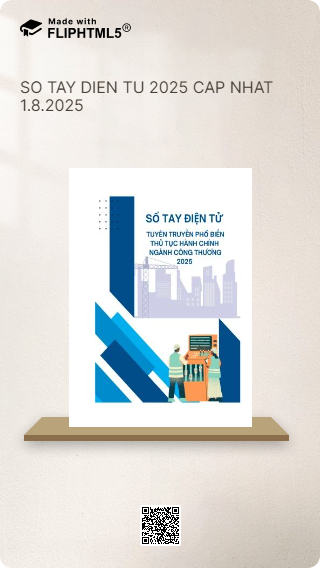 Made with
FLIPHTML5®
SO TAY DIEN TU 2025 CAP NHAT
1.8.2025
SỔ TAY ĐIỆN TỬ
TUYÊN TRUYỀN PHỔ BIẾN
THỦ TỤC HÀNH CHÍNH
NGÀNH CÔNG THƯƠNG
2025